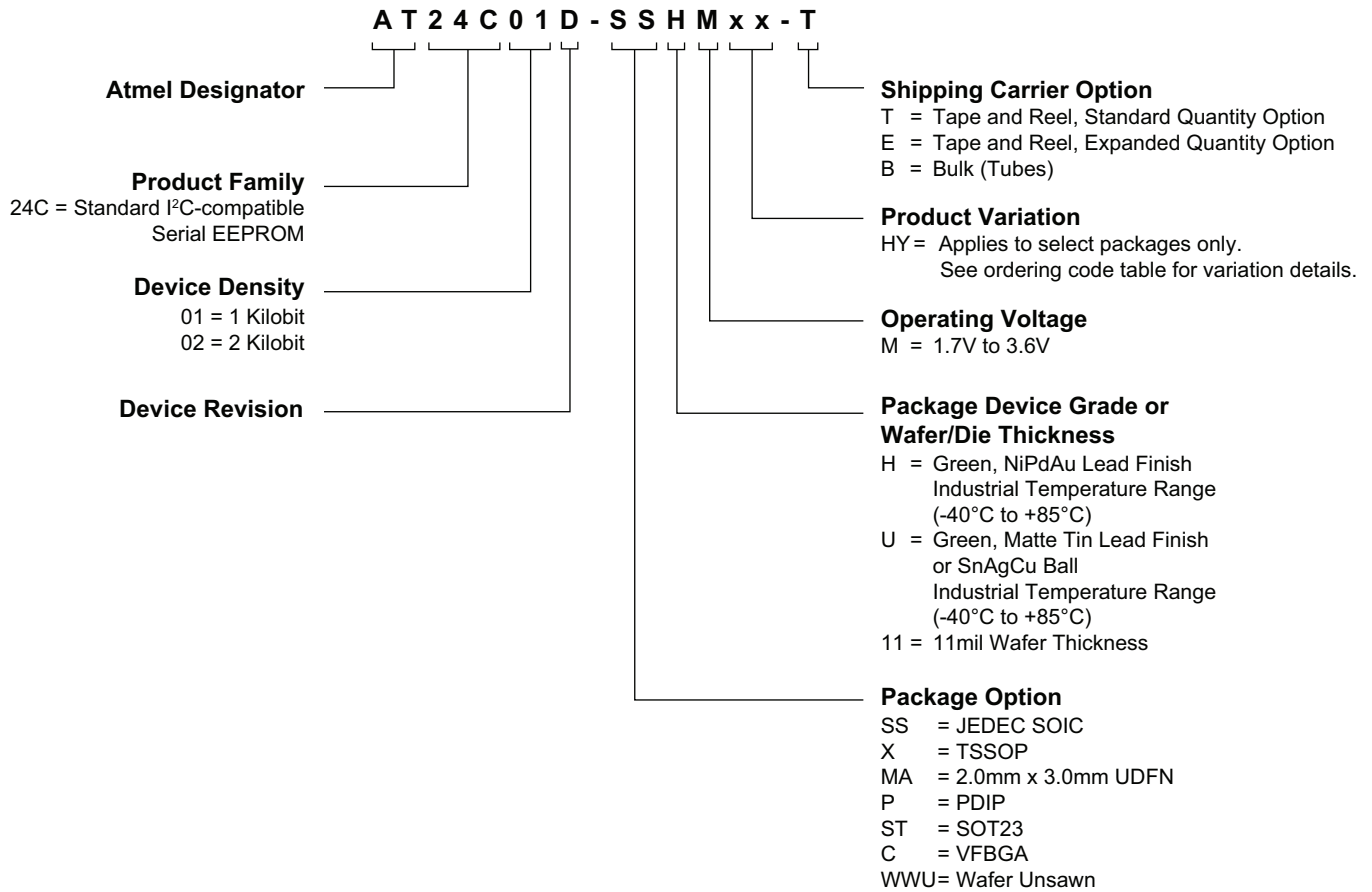 AT24C01D-SSHMxx-T
Atmel Designator
Product Family
24C = Standard I²C-compatible
Serial EEPROM
Device Density
01 = 1 Kilobit
02 = 2 Kilobit
Device Revision
Shipping Carrier Option
T = Tape and Reel, Standard Quantity Option
E = Tape and Reel, Expanded Quantity Option
B = Bulk (Tubes)
Product Variation
HY = Applies to select packages only.
See ordering code table for variation details.
Operating Voltage
M = 1.7V to 3.6V
Package Device Grade or
Wafer/Die Thickness
H = Green, NiPdAu Lead Finish
Industrial Temperature Range
(-40°C to +85°C)
U = Green, Matte Tin Lead Finish
or SnAgCu Ball
Industrial Temperature Range
(-40°C to +85°C)
11 = 11mil Wafer Thickness
Package Option
SS = JEDEC SOIC
X = TSSOP
MA = 2.0mm x 3.0mm UDFN
P = PDIP
ST = SOT23
C = VFBGA
WWU= Wafer Unsawn